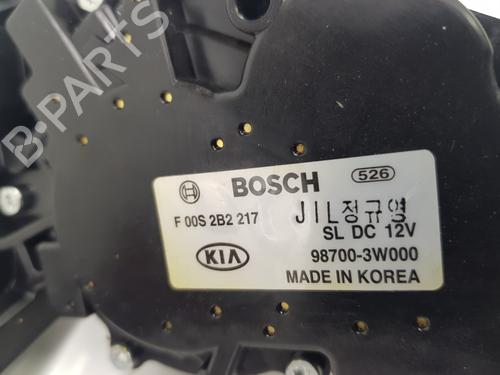 B-PARTS
BOSCH 526
F 00S 2B2 217 JIL정규영
SL DC 12V
KIA 98700-3W000
MADE IN KOREA